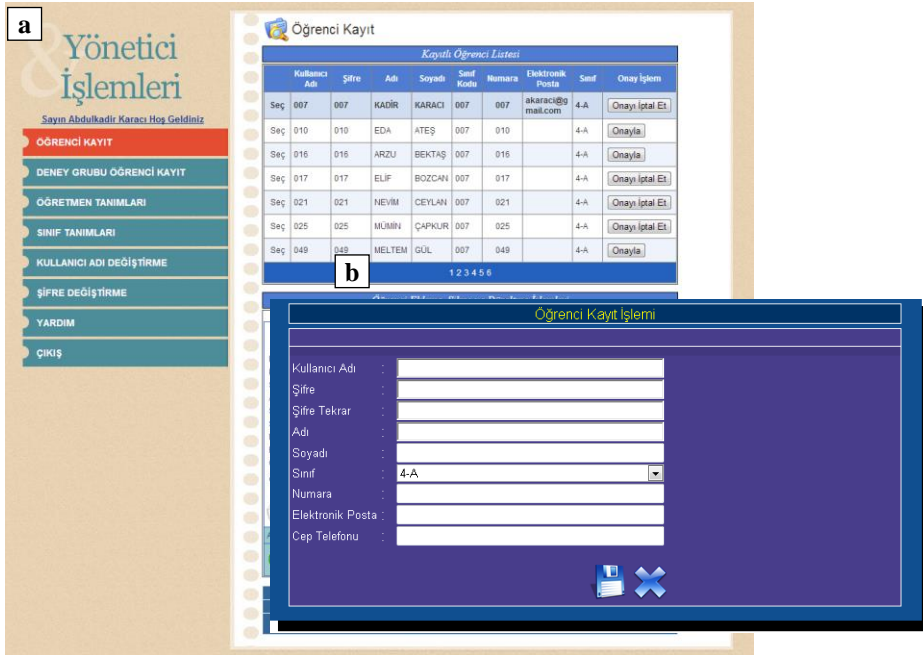 a
& Yönetici
İşlemleri
Sayın Abdulkadir Karacı Hoş Geldiniz
ÖĞRENCİ KAYIT
DENEY GRUBU ÖĞRENCİ KAYIT
ÖĞRETMEN TANIMLARI
SINIF TANIMLARI
KULLANICI ADI DEĞİŞTİRME
ŞİFRE DEĞİŞTİRME
YARDIM
ÇIKIŞ
Öğrenci Kayıt
Kayıtlı Öğrenci Listesi
Kullanıcı Adı Şifre Adı Soyadı Sınıf Kodu Numara Elektronik Posta Sınıf Onay İşlem
Seç 007 007 KADİR KARACI 007 007 akaraci@gmail.com 4-A Onayı İptal Et
Seç 010 010 EDA ATEŞ 007 010 4-A Onayla
Seç 016 016 ARZU BEKTAŞ 007 016 4-A Onayla
Seç 017 017 ELİF BOZCAN 007 017 4-A Onayı İptal Et
Seç 021 021 NEVİM CEYLAN 007 021 4-A Onayı İptal Et
Seç 025 025 MÜMİN ÇAPKUR 007 025 4-A Onayı İptal Et
Seç 049 049 MELTEM GÜL 007 049 4-A Onayla
1 2 3 4 5 6
b
Öğrenci Kayıt İşlemi
Kullanıcı Adı :
Şifre :
Şifre Tekrar :
Adı :
Soyadı :
Sınıf : 4-A
Numara :
Elektronik Posta :
Cep Telefonu :